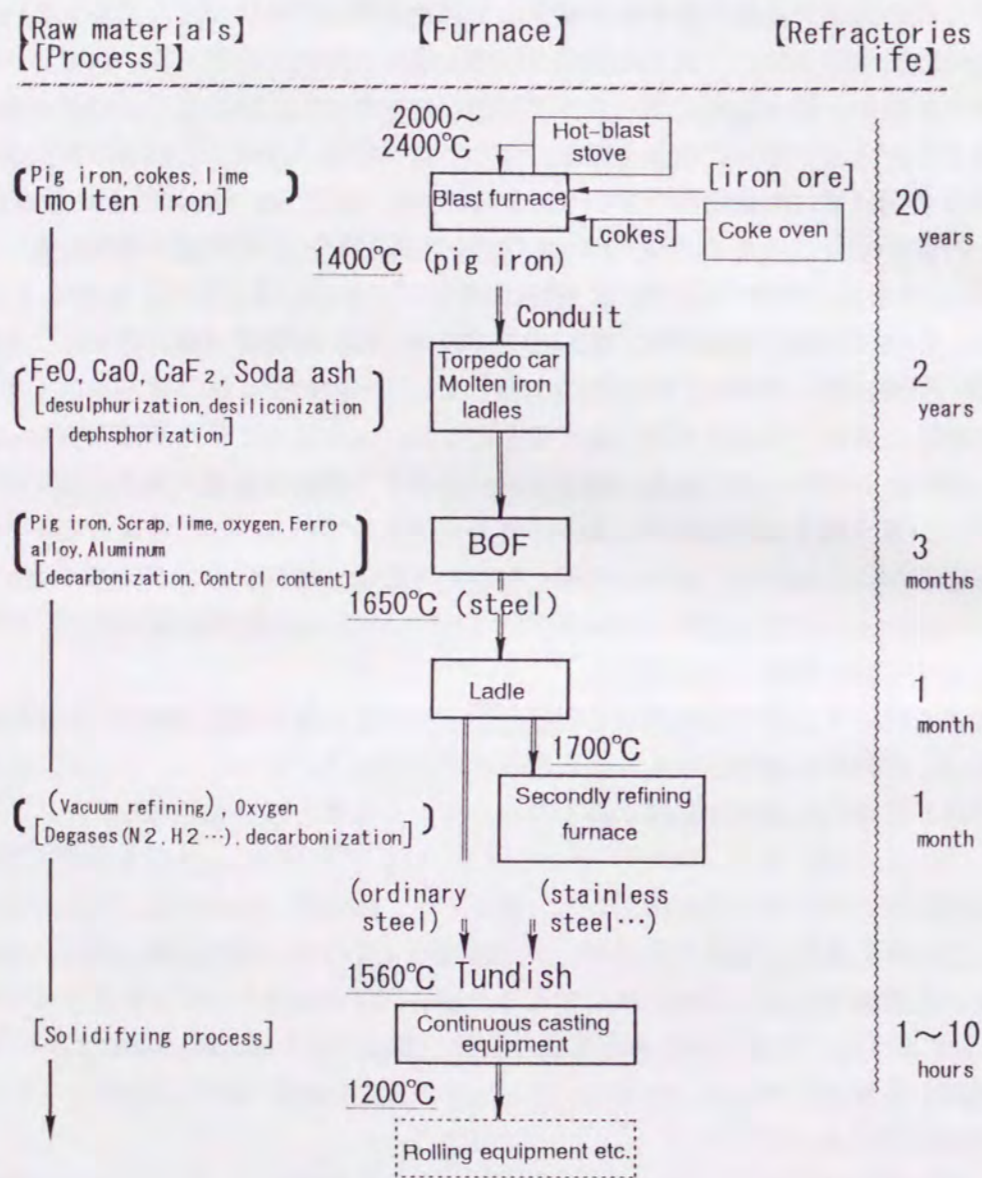 【Raw materials】
【Process]】
【Furnace】
【Refractories
life】
2000~
2400℃
Hot-blast
stove
Pig iron, cokes, lime
[molten iron]
Blast furnace
[iron ore]
20
years
[cokes]
Coke oven
1400℃ (pig iron)
Conduit
FeO, CaO, CaF₂, Soda ash
[desulphurization, desiliconization
dephsphorization]
Torpedo car
Molten iron
ladles
2
years
Pig iron, Scrap, lime, oxygen, Ferro
alloy, Aluminum
[decarbonization, Control content]
BOF
3
months
1650℃ (steel)
Ladle
1
month
1700℃
(Vacuum refining), Oxygen
[Degases(N2, H2…), decarbonization]
Secondly refining
furnace
1
month
(ordinary
steel)
(stainless
steel…)
1560℃ Tundish
[Solidifying process]
Continuous casting
equipment
1~10
hours
1200℃
Rolling equipment etc.